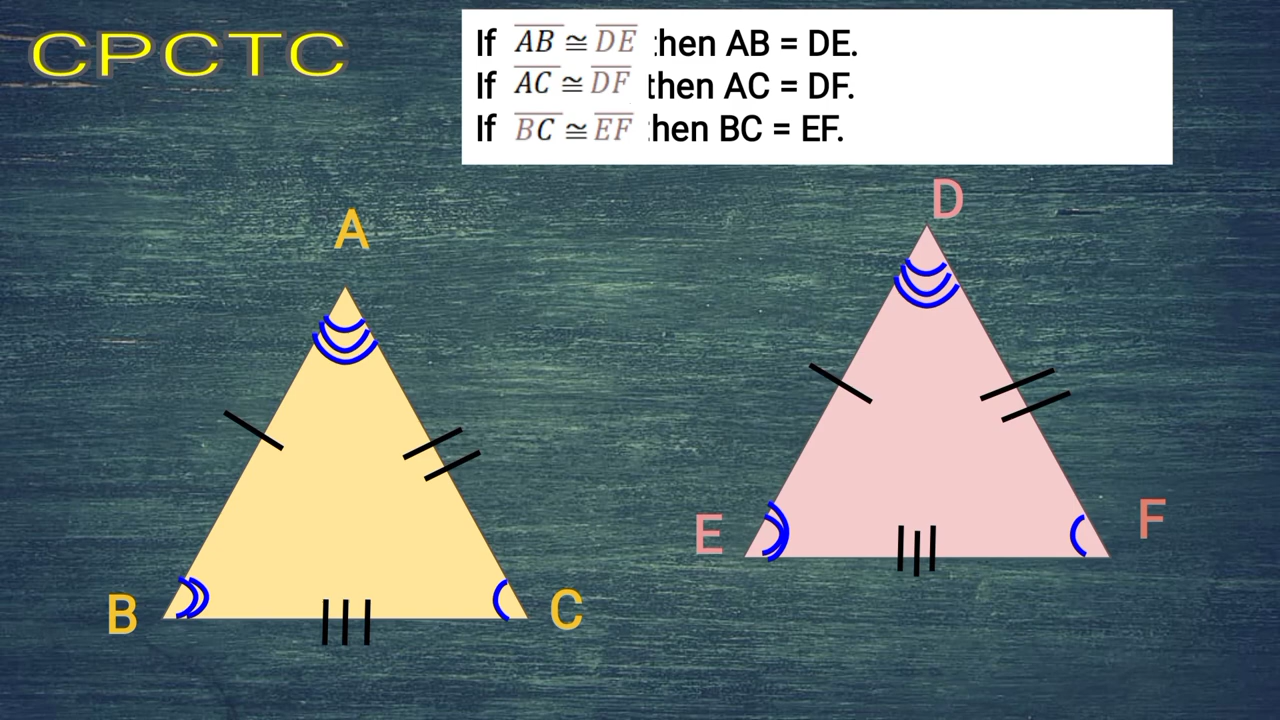 CPCTC
If AB ≅ DE then AB = DE.
If AC ≅ DF then AC = DF.
If BC ≅ EF then BC = EF.
D
A
E
F
B
C